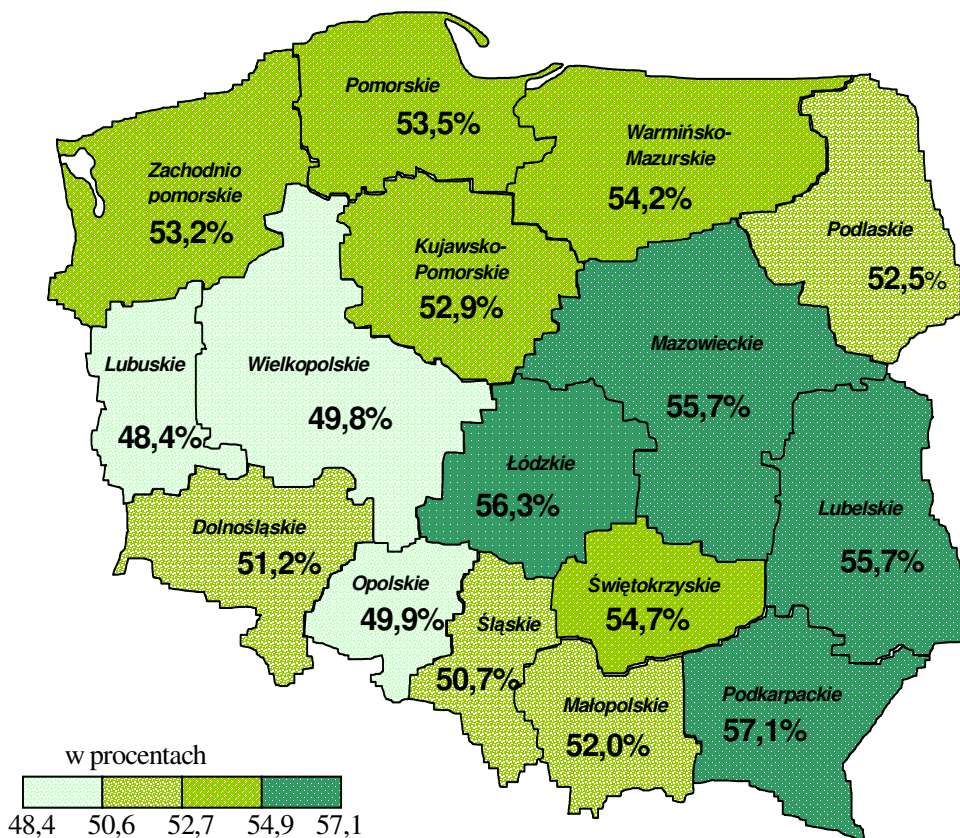 Pomorskie
53,5%
Warmińsko-
Mazurskie
54,2%
Zachodnio
pomorskie
53,2%
Podlaskie
52,5%
Kujawsko-
Pomorskie
52,9%
Mazowieckie
55,7%
Lubuskie
48,4%
Wielkopolskie
49,8%
Łódzkie
56,3%
Lubelskie
55,7%
Dolnośląskie
51,2%
Opolskie
49,9%
Świętokrzyskie
54,7%
Śląskie
50,7%
Małopolskie
52,0%
Podkarpackie
57,1%
w procentach
48,4 50,6 52,7 54,9 57,1